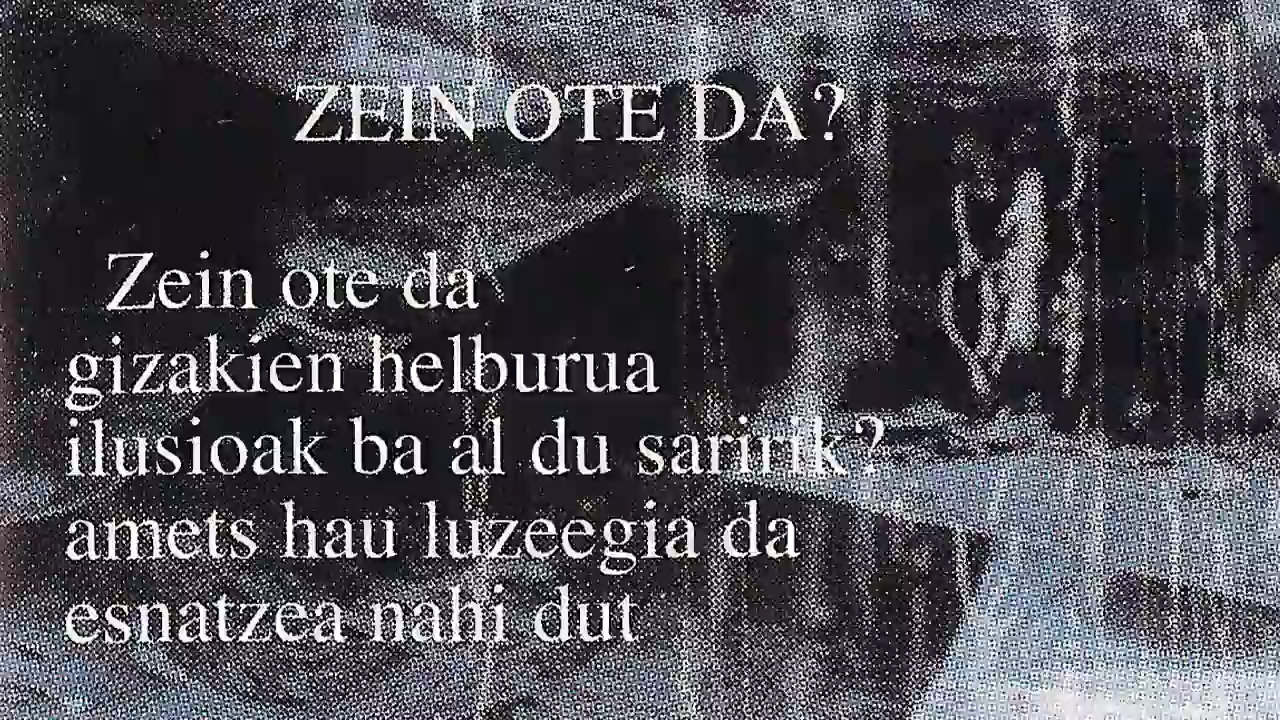 ZEIN OTE DA?
Zein ote da
gizakien helburua
ilusioak ba al du saririk?
amets hau luzeegia da
esnatzea nahi dut